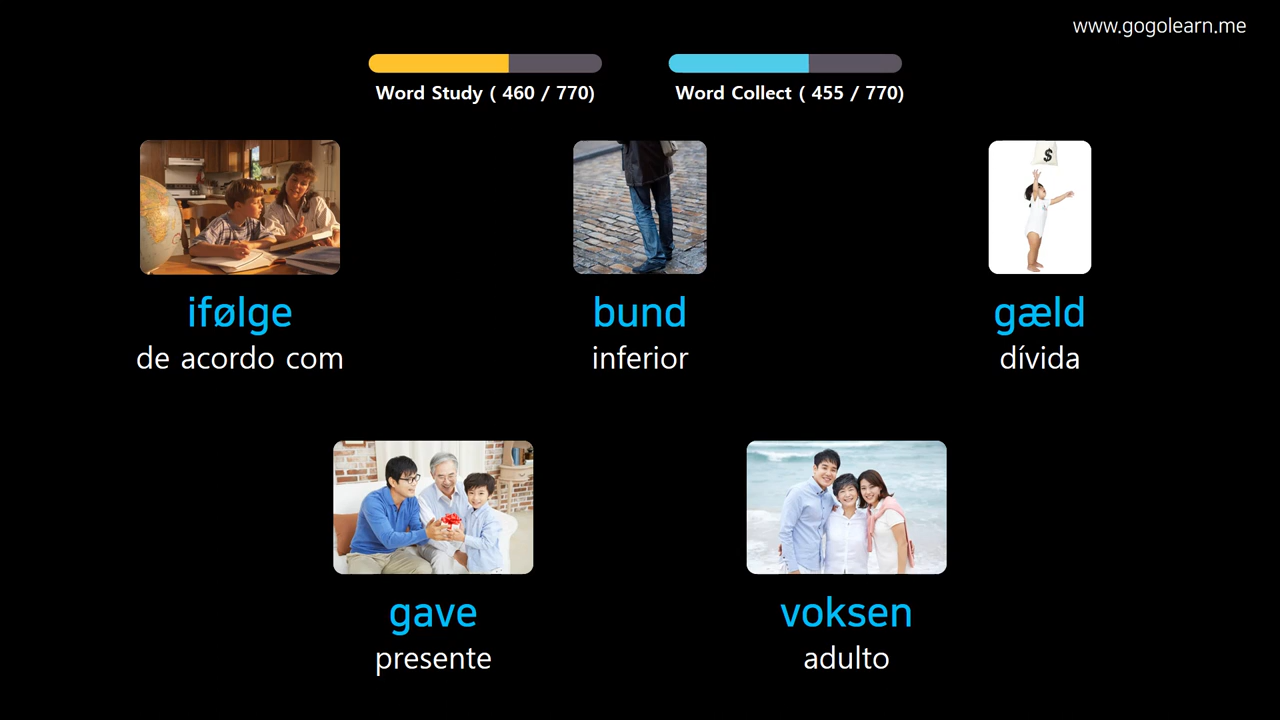 www.gogolearn.me
Word Study ( 460 / 770)
Word Collect ( 455 / 770)
$
ifølge
de acordo com
bund
inferior
gæld
dívida
gave
presente
voksen
adulto